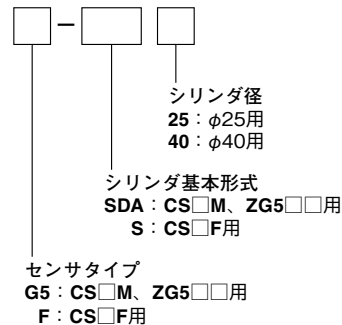 □－□ □
シリンダ径
25：φ25用
40：φ40用
シリンダ基本形式
SDA：CS□M、ZG5□□用
S：CS□F用
センサタイプ
G5：CS□M、ZG5□□用
F：CS□F用